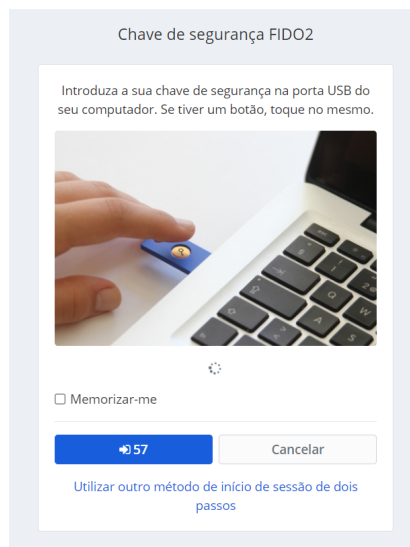 Chave de segurança FIDO2
Introduza a sua chave de segurança na porta USB do
seu computador. Se tiver um botão, toque no mesmo.
Q
W
A
S
Memorizar-me
57
Cancelar
Utilizar outro método de início de sessão de dois
passos